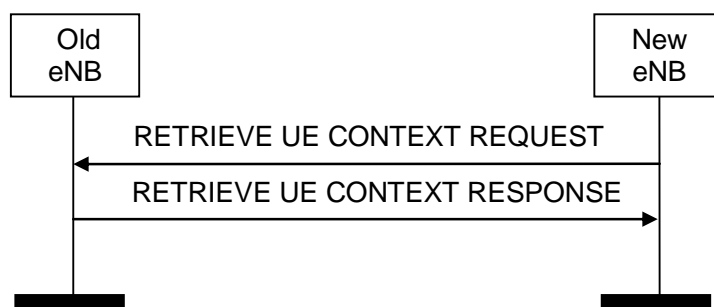 Old
eNB
New
eNB
RETRIEVE UE CONTEXT REQUEST
RETRIEVE UE CONTEXT RESPONSE